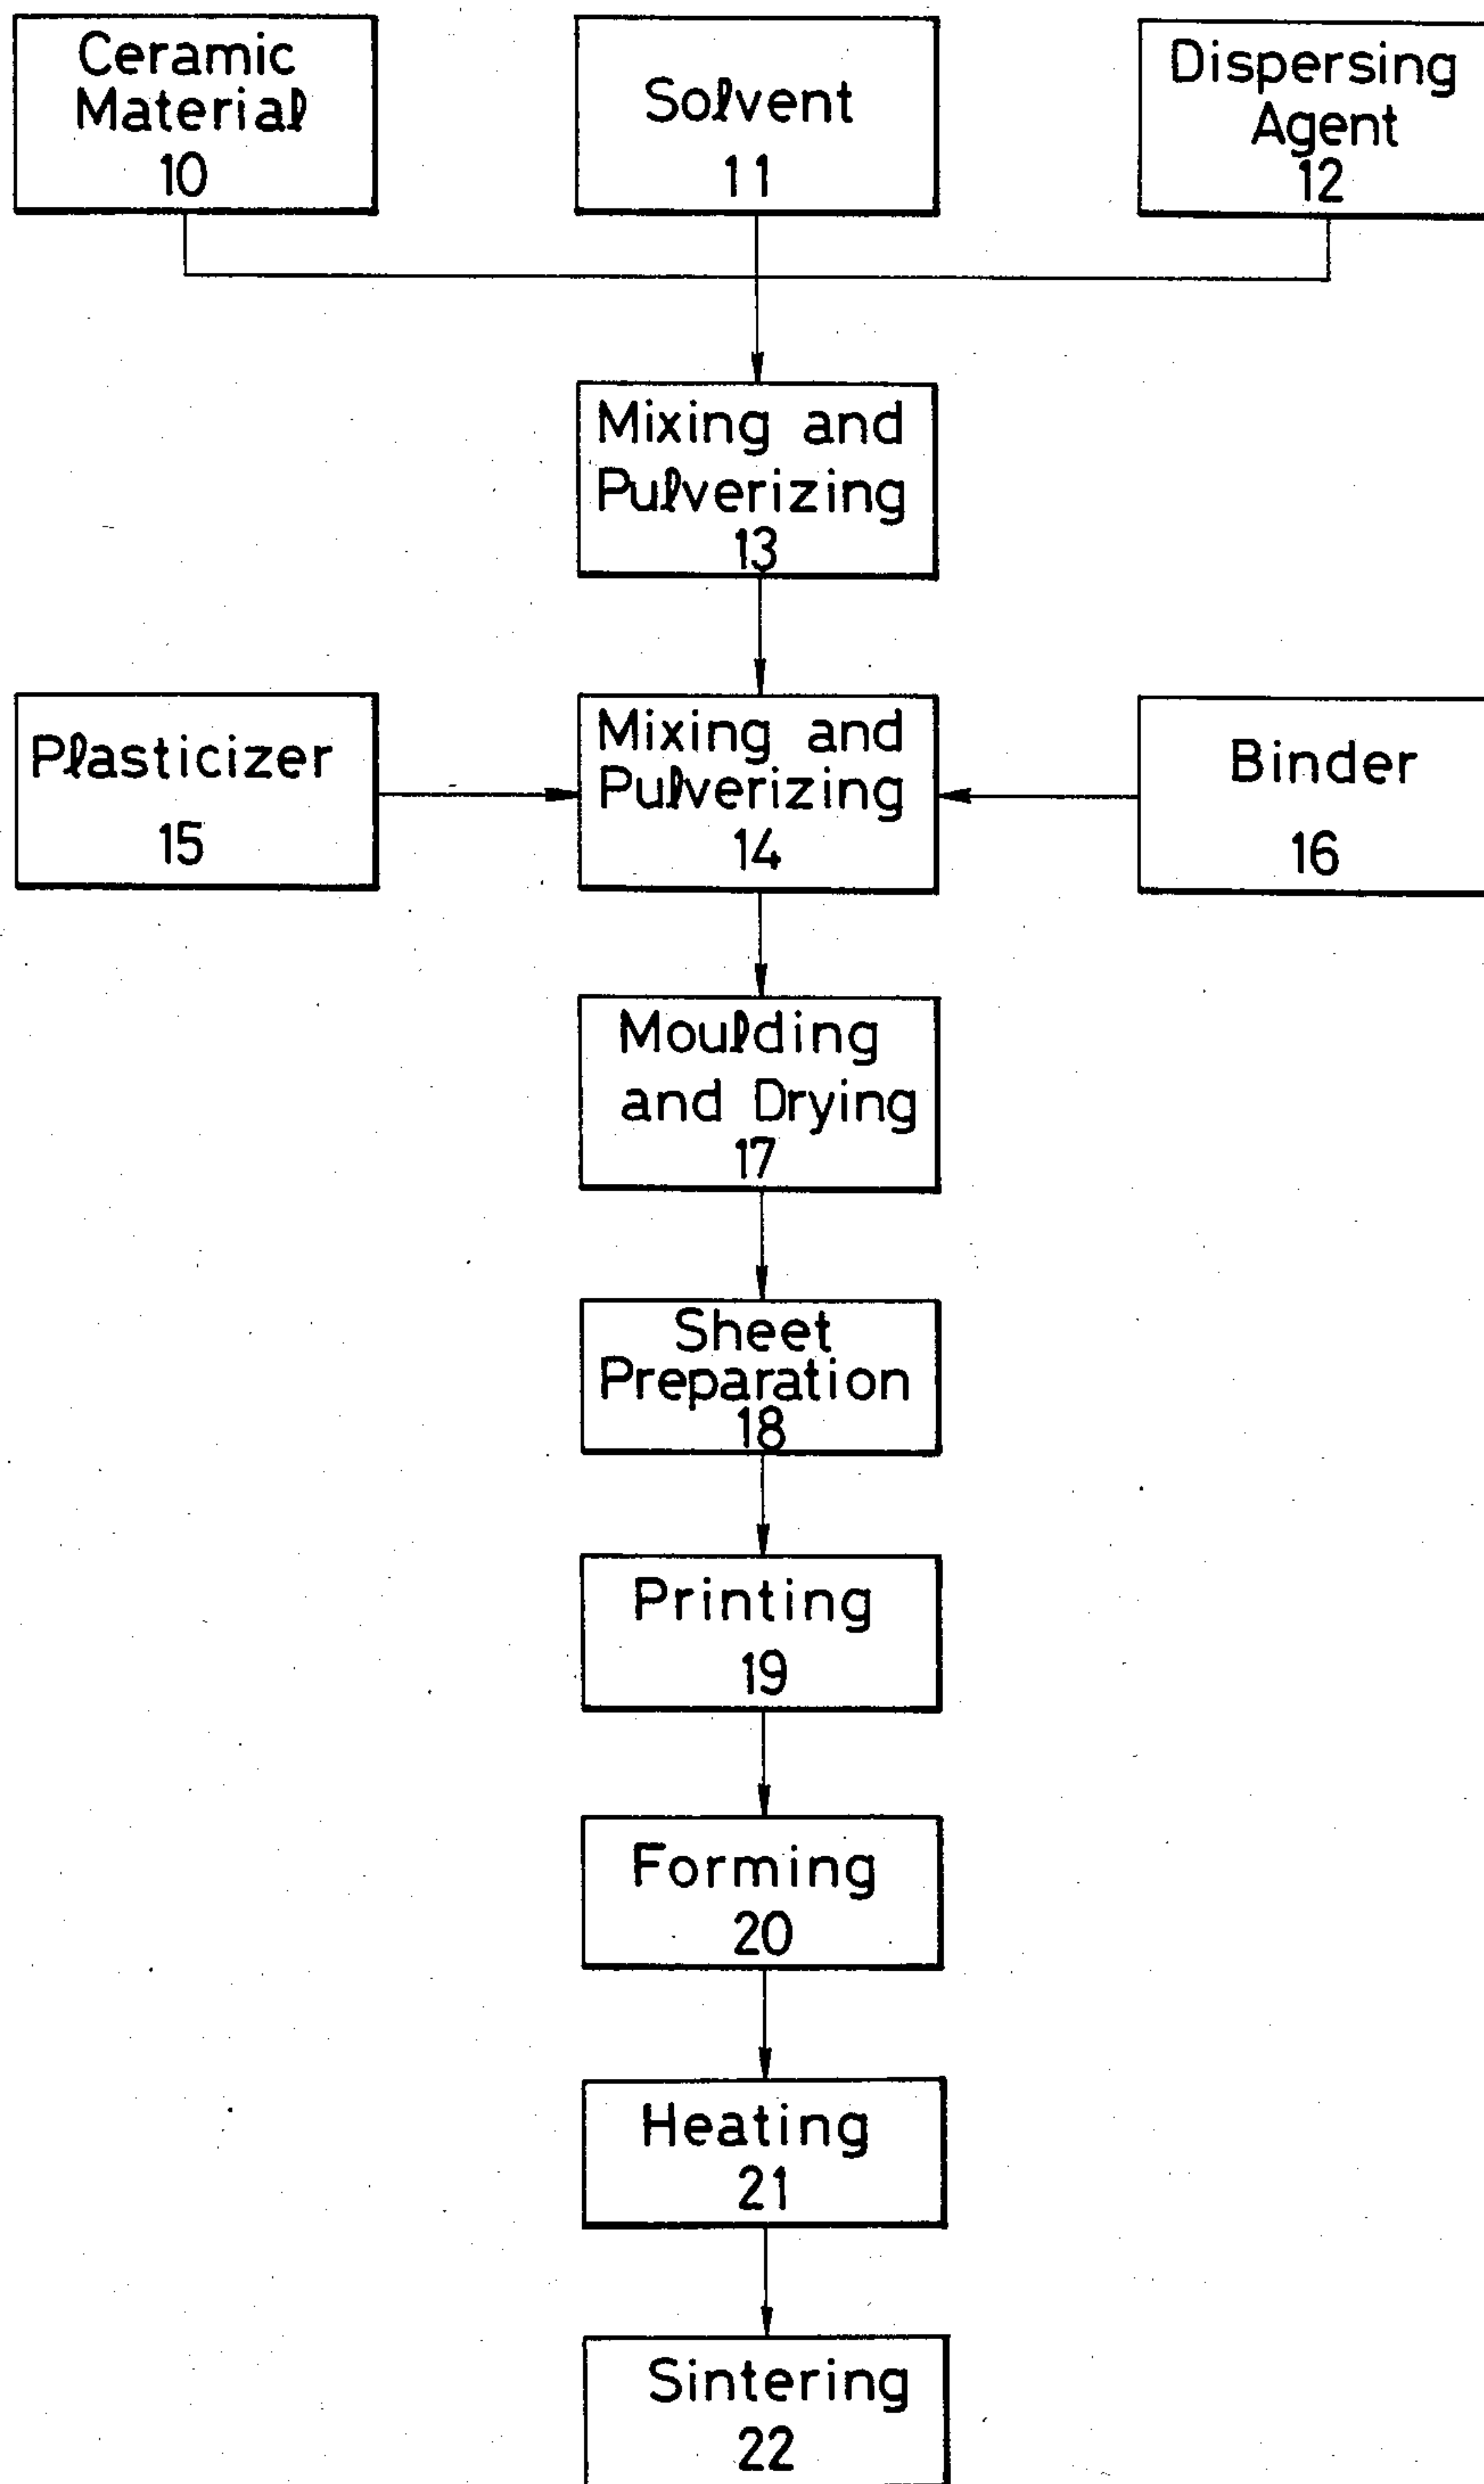 Ceramic
Material
10
Solvent
11
Dispersing
Agent
12
Mixing and
Pulverizing
13
Plasticizer
15
Mixing and
Pulverizing
14
Binder
16
Moulding
and Drying
17
Sheet
Preparation
18
Printing
19
Forming
20
Heating
21
Sintering
22